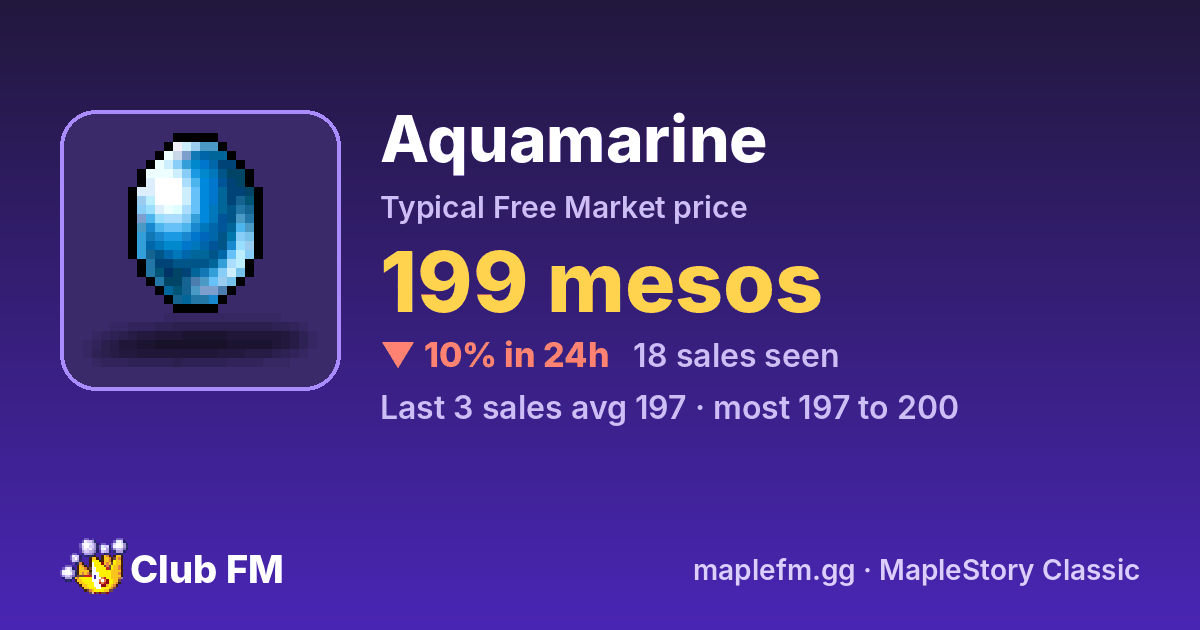 Aquamarine
Typical Free Market price
199 mesos
▼ 10% in 24h 18 sales seen
Last 3 sales avg 197 · most 197 to 200
Club FM
maplefm.gg · MapleStory Classic